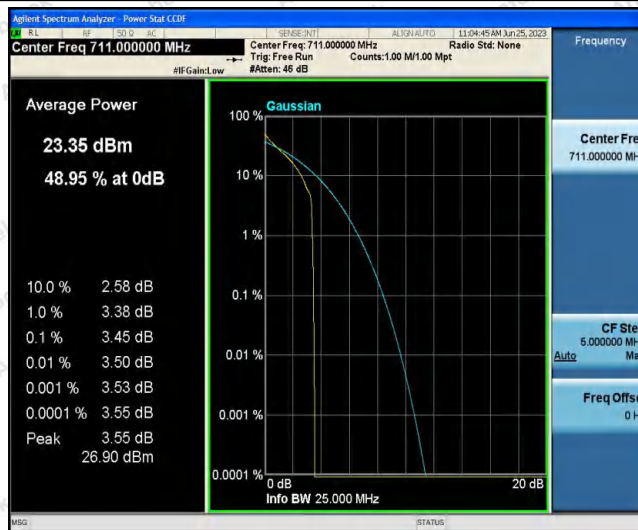 Agilent Spectrum Analyzer - Power Stat CCDF
RL RF 50 Ω AC SENSE:INT ALIGN AUTO 11:04:45 AM Jun 25, 2023
Center Freq 711.000000 MHz
Center Freq: 711.000000 MHz Radio Std: None
Trig: Free Run Counts:1.00 M/1.00 Mpt
#IFGain:Low #Atten: 46 dB
Frequency
Average Power
23.35 dBm
48.95 % at 0dB
10.0 % 2.58 dB
1.0 % 3.38 dB
0.1 % 3.45 dB
0.01 % 3.50 dB
0.001 % 3.53 dB
0.0001 % 3.55 dB
Peak 3.55 dB
26.90 dBm
Gaussian
100 %
10 %
1 %
0.1 %
0.01 %
0.001 %
0.0001 %
0 dB 20 dB
Info BW 25.000 MHz
Center Fre
711.000000 MH
CF Ste
5.000000 MH
Auto Ma
Freq Offse
0 H
MSG STATUS